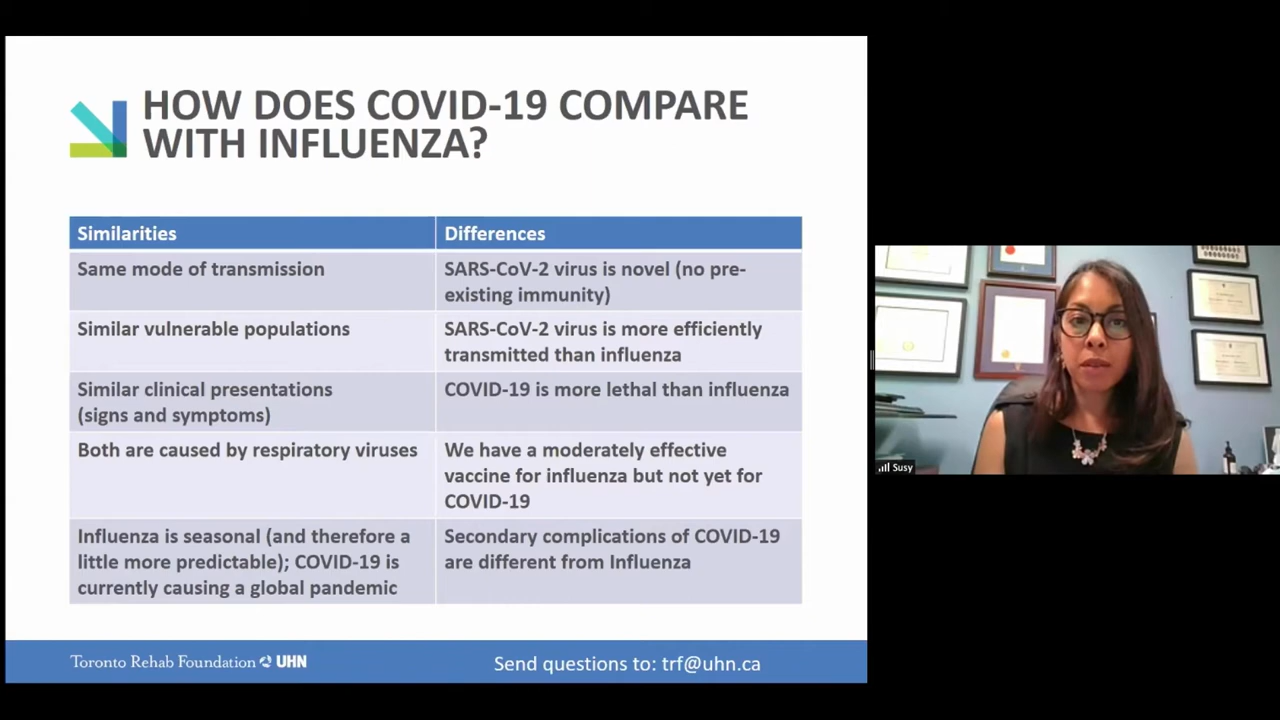 HOW DOES COVID-19 COMPARE
WITH INFLUENZA?
Similarities
Differences
Same mode of transmission
SARS-CoV-2 virus is novel (no pre-
existing immunity)
Similar vulnerable populations
SARS-CoV-2 virus is more efficiently
transmitted than influenza
Similar clinical presentations
(signs and symptoms)
COVID-19 is more lethal than influenza
Both are caused by respiratory viruses
We have a moderately effective
vaccine for influenza but not yet for
COVID-19
Influenza is seasonal (and therefore a
little more predictable); COVID-19 is
currently causing a global pandemic
Secondary complications of COVID-19
are different from Influenza
Toronto Rehab Foundation UHN
Send questions to: trf@uhn.ca
Susy